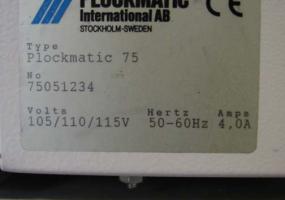 PLOCKMATIC
International AB
STOCKHOLM-SWEDEN
CE
Type
Plockmatic 75
No
75051234
Volts Hertz Amps
105/110/115V 50-60Hz 4,0A